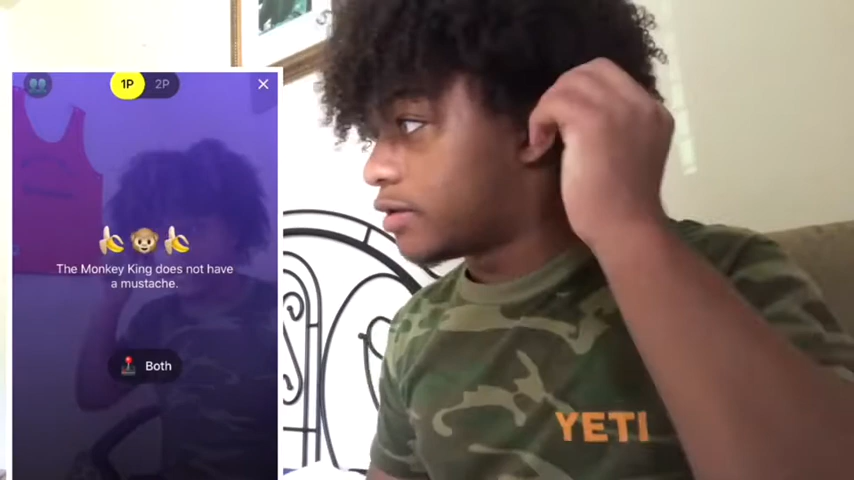 1P 2P
🍌🐵🍌
The Monkey King does not have
a mustache.
Both
YETI